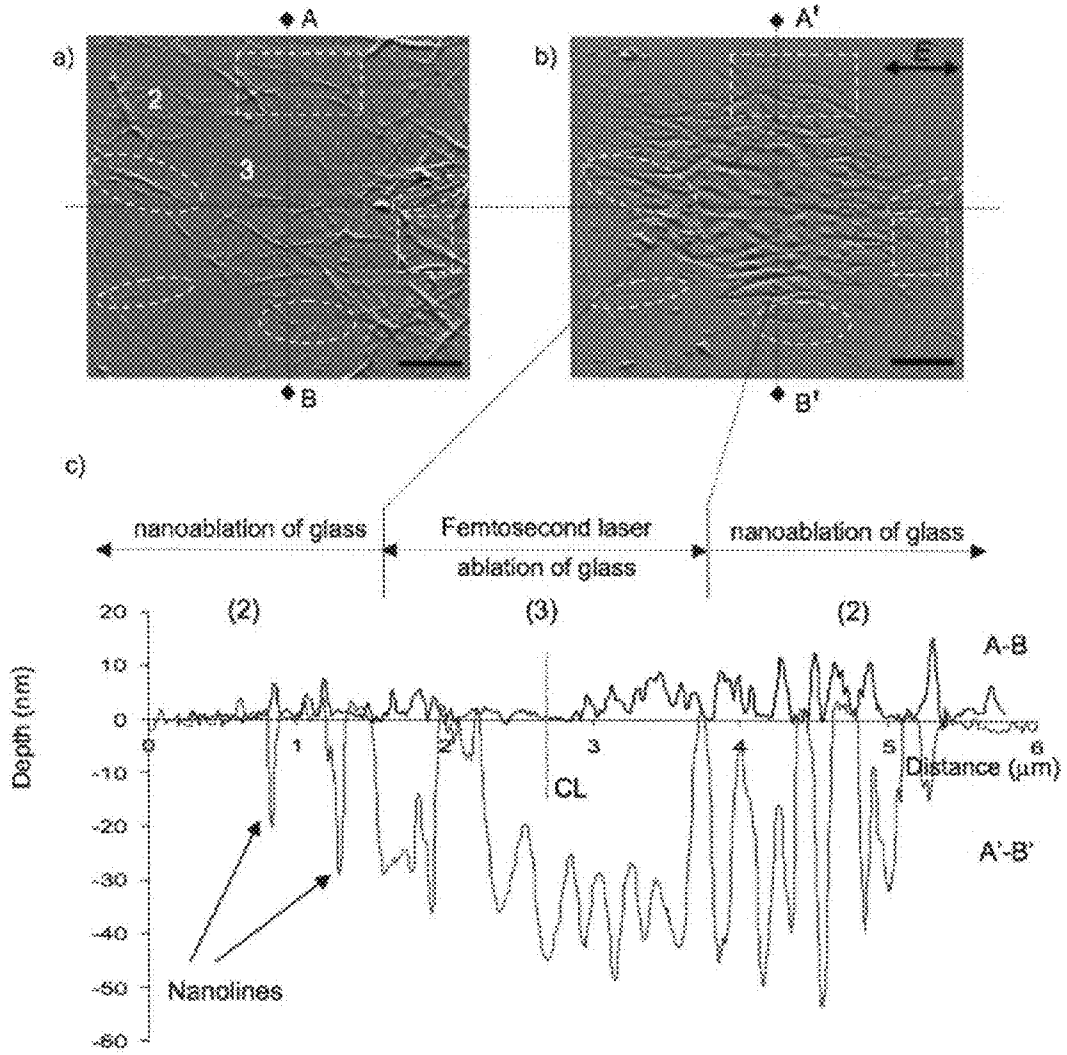 A
A'
a)
b)
E
2
3
B
B'
c)
nanoablation of glass
Femtosecond laser
ablation of glass
nanoablation of glass
(2)
(3)
(2)
20
10
0
-10
-20
-30
-40
-50
-60
Depth (nm)
0
1
2
3
4
5
6
Distance (μm)
A-B
A'-B'
CL
Nanolines